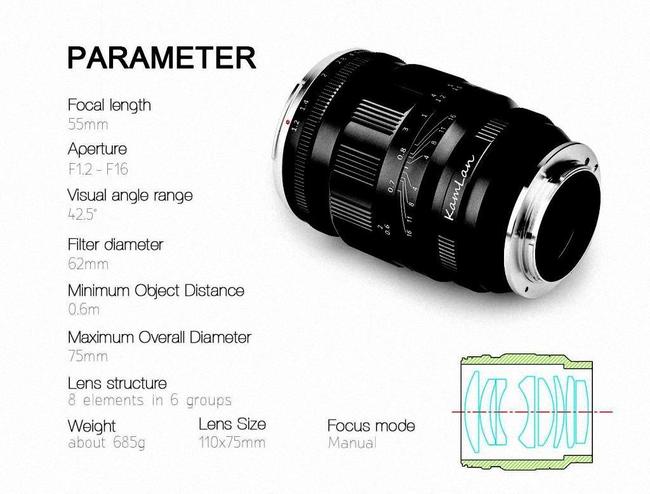 PARAMETER
Focal length
55mm
Aperture
F1.2 - F16
Visual angle range
42.5°
Filter diameter
62mm
Minimum Object Distance
0.6m
Maximum Overall Diameter
75mm
Lens structure
8 elements in 6 groups
Weight
about 685g
Lens Size
110x75mm
Focus mode
Manual
KamLan